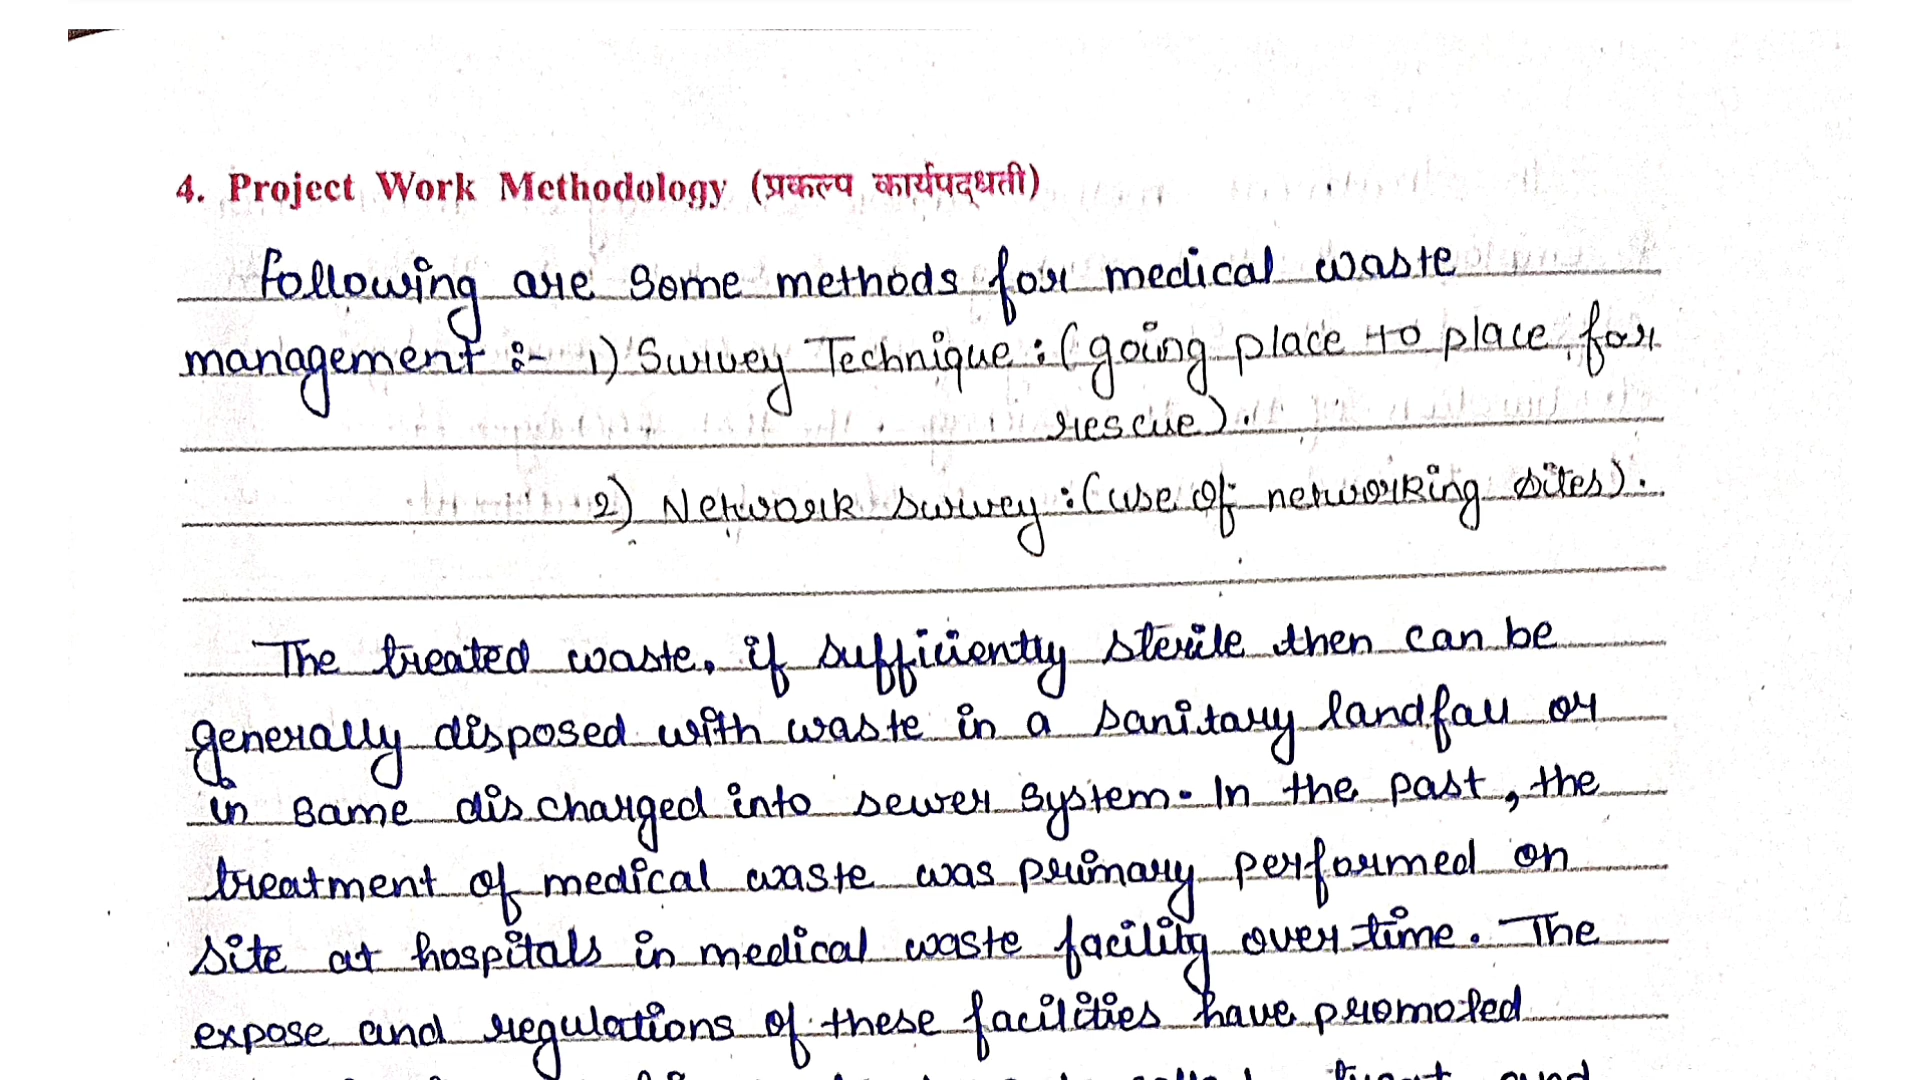 4. Project Work Methodology (प्रकल्प कार्यपद्धती)
Following are some methods for medical waste
management :- 1) Survey Technique : (going place to place for
rescue).
2) Network Survey : (use of networking sites).
The treated waste, if sufficiently sterile then can be
generally disposed with waste in a sanitary landfall or
in same discharged into sewer system. In the past, the
treatment of medical waste was primary performed on
site at hospitals in medical waste facility over time. The
expose and regulations of these facilities have promoted